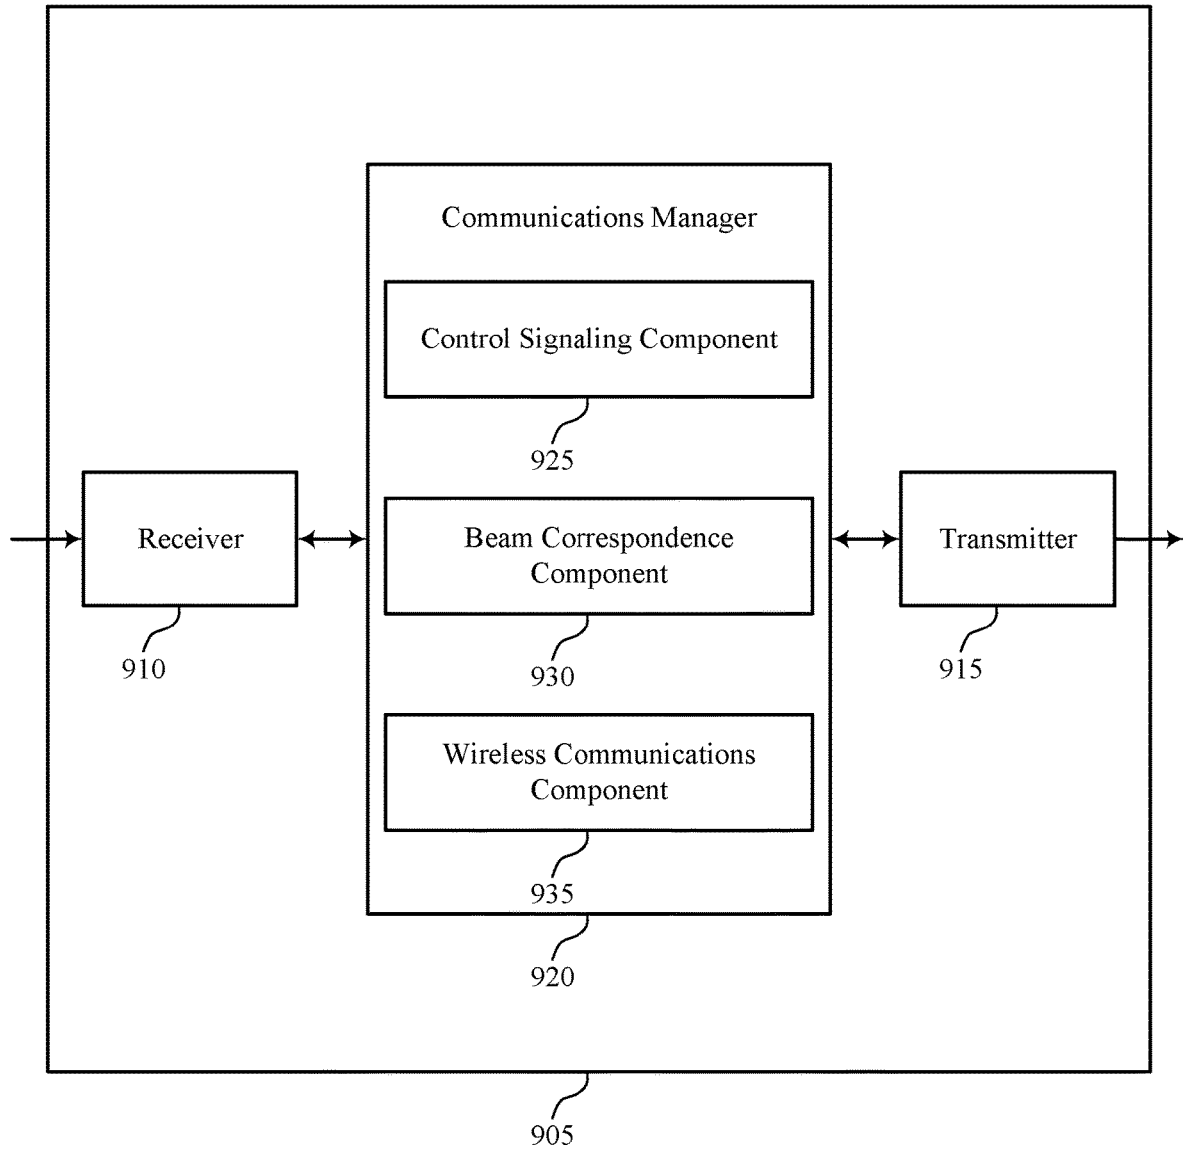 Communications Manager
Control Signaling Component
925
Receiver
910
Beam Correspondence
Component
930
Transmitter
915
Wireless Communications
Component
935
920
905